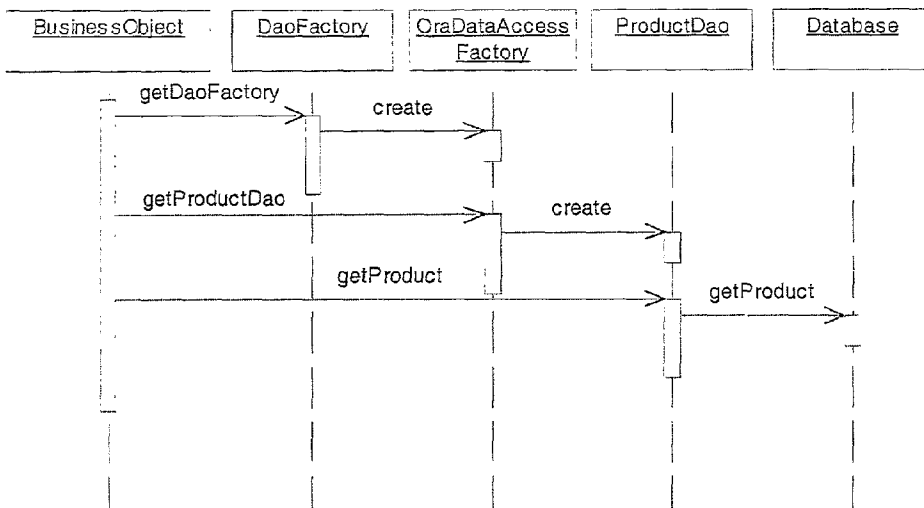 BusinessObject
DaoFactory
OraDataAccess
Factory
ProductDao
Database
getDaoFactory
create
getProductDao
create
getProduct
getProduct